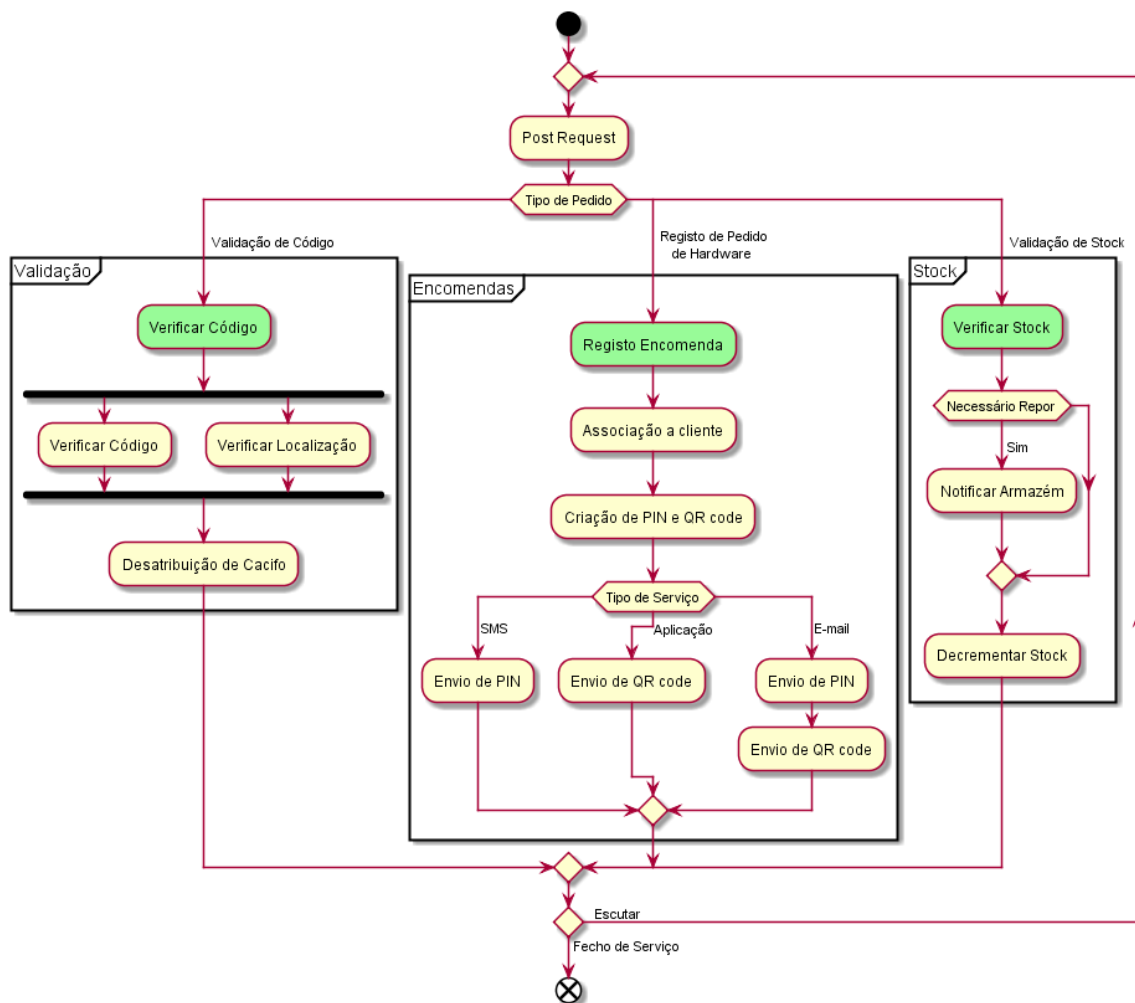 Post Request
Tipo de Pedido
Validação de Código
Registo de Pedido
de Hardware
Validação de Stock
Validação
Verificar Código
Verificar Código
Verificar Localização
Desatribuição de Cacifo
Encomendas
Registo Encomenda
Associação a cliente
Criação de PIN e QR code
Tipo de Serviço
SMS
Aplicação
E-mail
Envio de PIN
Envio de QR code
Envio de PIN
Envio de QR code
Stock
Verificar Stock
Necessário Repor
Sim
Notificar Armazém
Decrementar Stock
Escutar
Fecho de Serviço